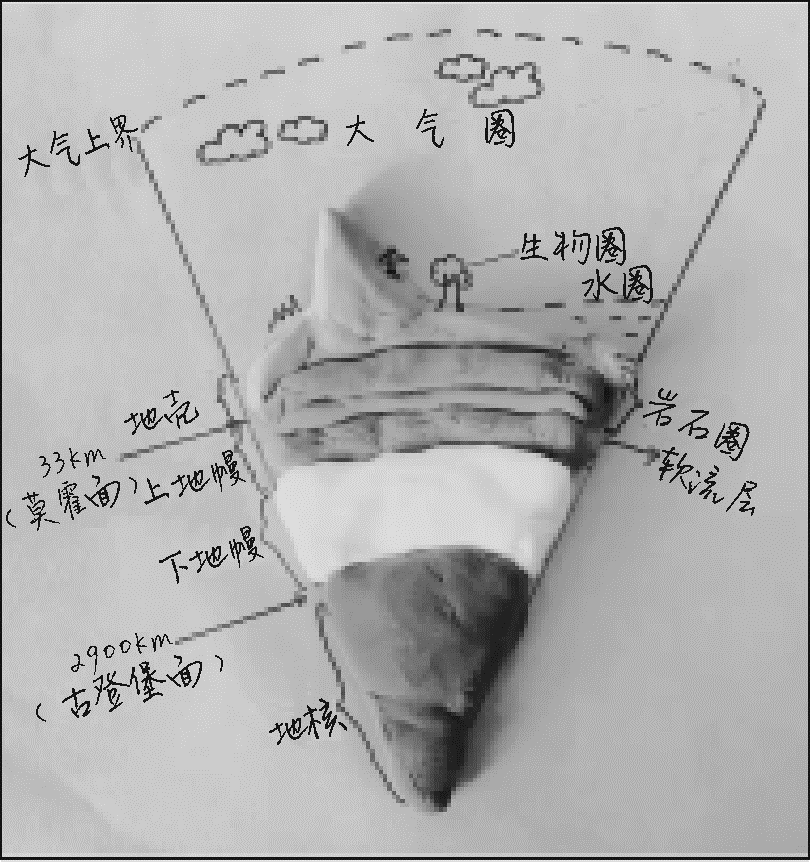 大气上界
大气圈
生物圈
水圈
地壳
33km
(莫霍面)
上地幔
下地幔
岩石圈
软流层
2900km
(古登堡面)
地核